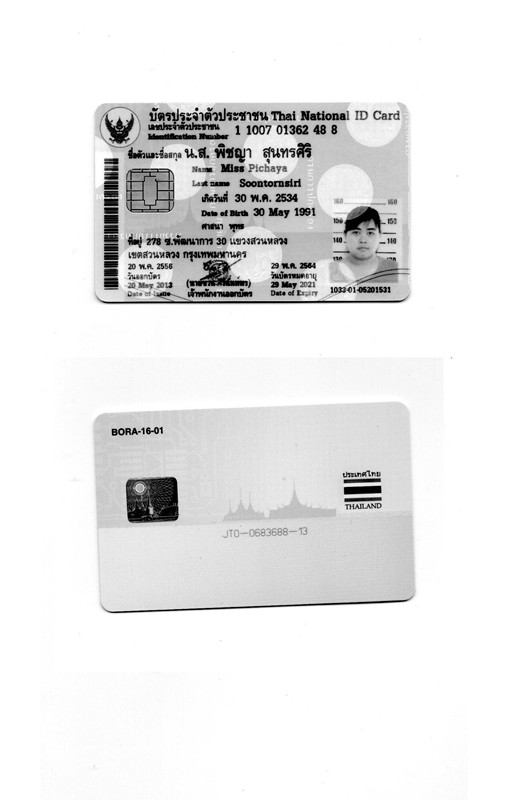 บัตรประจำตัวประชาชน Thai National ID Card
เลขประจำตัวประชาชน
Identification Number 1 1007 01362 48 8
ชื่อตัวและชื่อสกุล น.ส. พิชญา สุนทรศิริ
Name Miss Pichaya
Last name Soontornsiri
เกิดวันที่ 30 พ.ค. 2534
Date of Birth 30 May 1991
ศาสนา พุทธ
ที่อยู่ 278 ซ.พัฒนาการ 30 แขวงสวนหลวง
เขตสวนหลวง กรุงเทพมหานคร
20 พ.ค. 2556
วันออกบัตร
20 May 2013
Date of Issue
เจ้าพนักงานออกบัตร
29 พ.ค. 2564
วันบัตรหมดอายุ
29 May 2021
Date of Expiry
160 160
150 150
140 140
130
1033-01-05201531
BORA-16-01
ประเทศไทย
THAILAND
JT0-0683688-13